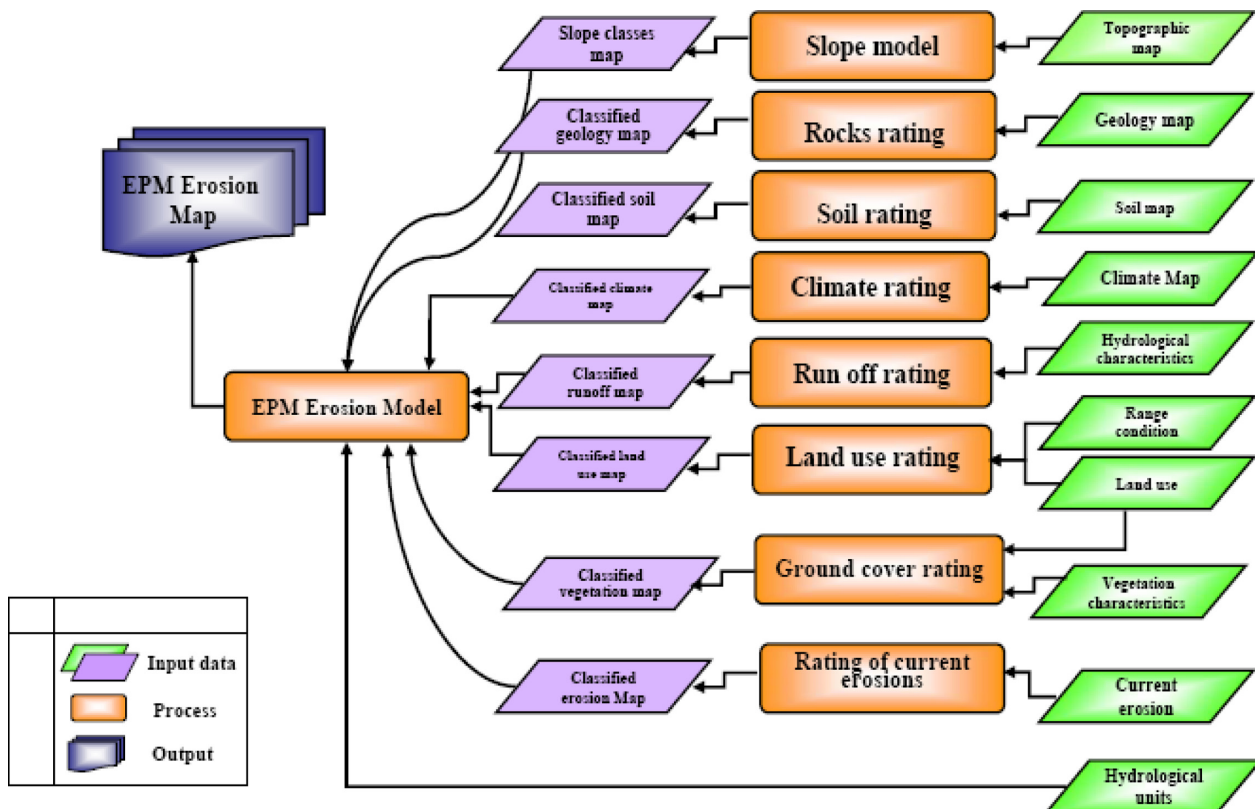 Slope classes
map
Slope model
Topographic
map
Classified
geology map
Rocks rating
Geology map
EPM Erosion
Map
Classified soil
map
Soil rating
Soil map
Classified climate
map
Climate rating
Climate Map
Classified
runoff map
Run off rating
Hydrological
characteristics
EPM Erosion Model
Classified land
use map
Land use rating
Range
condition
Land use
Classified
vegetation map
Ground cover rating
Vegetation
characteristics
Classified
erosion Map
Rating of current
erosions
Current
erosion
Hydrological
units
Input data
Process
Output